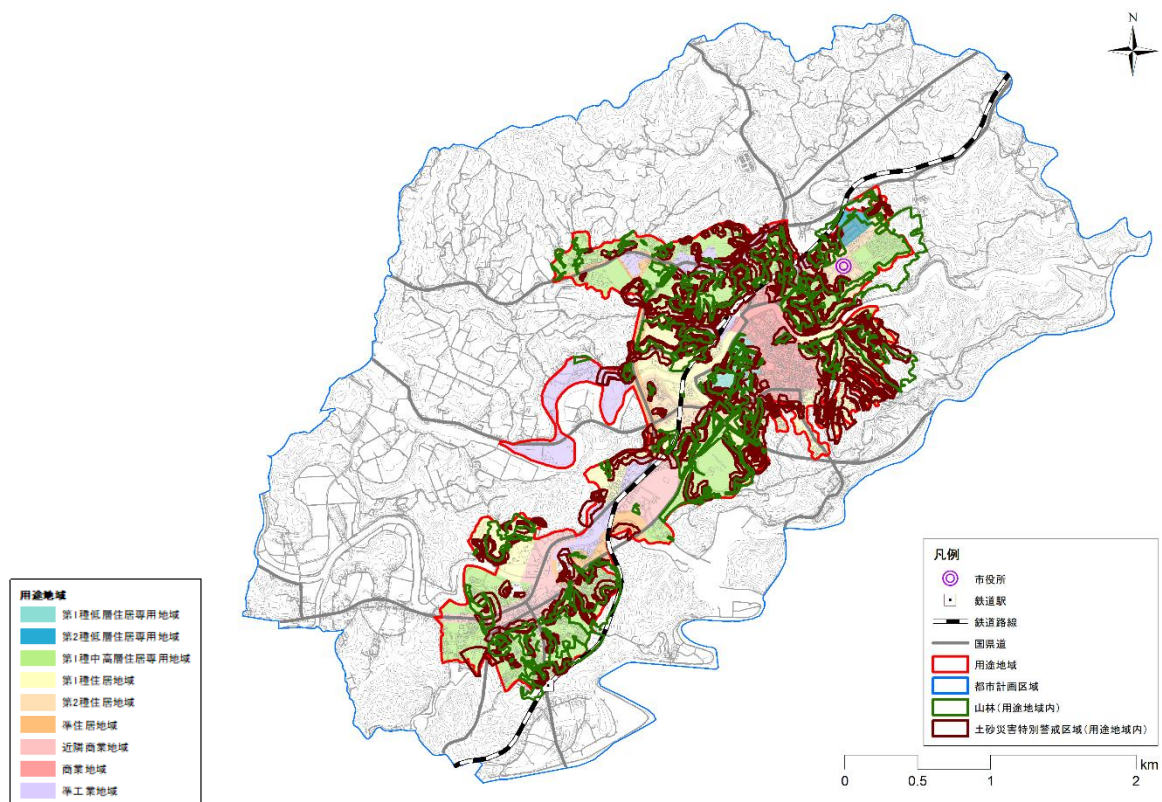 N
用途地域
第1種低層住居専用地域
第2種低層住居専用地域
第1種中高層住居専用地域
第1種住居地域
第2種住居地域
準住居地域
近隣商業地域
商業地域
準工業地域
凡例
市役所
鉄道駅
鉄道路線
国県道
用途地域
都市計画区域
山林(用途地域内)
土砂災害特別警戒区域(用途地域内)
km
0 0.5 1 2